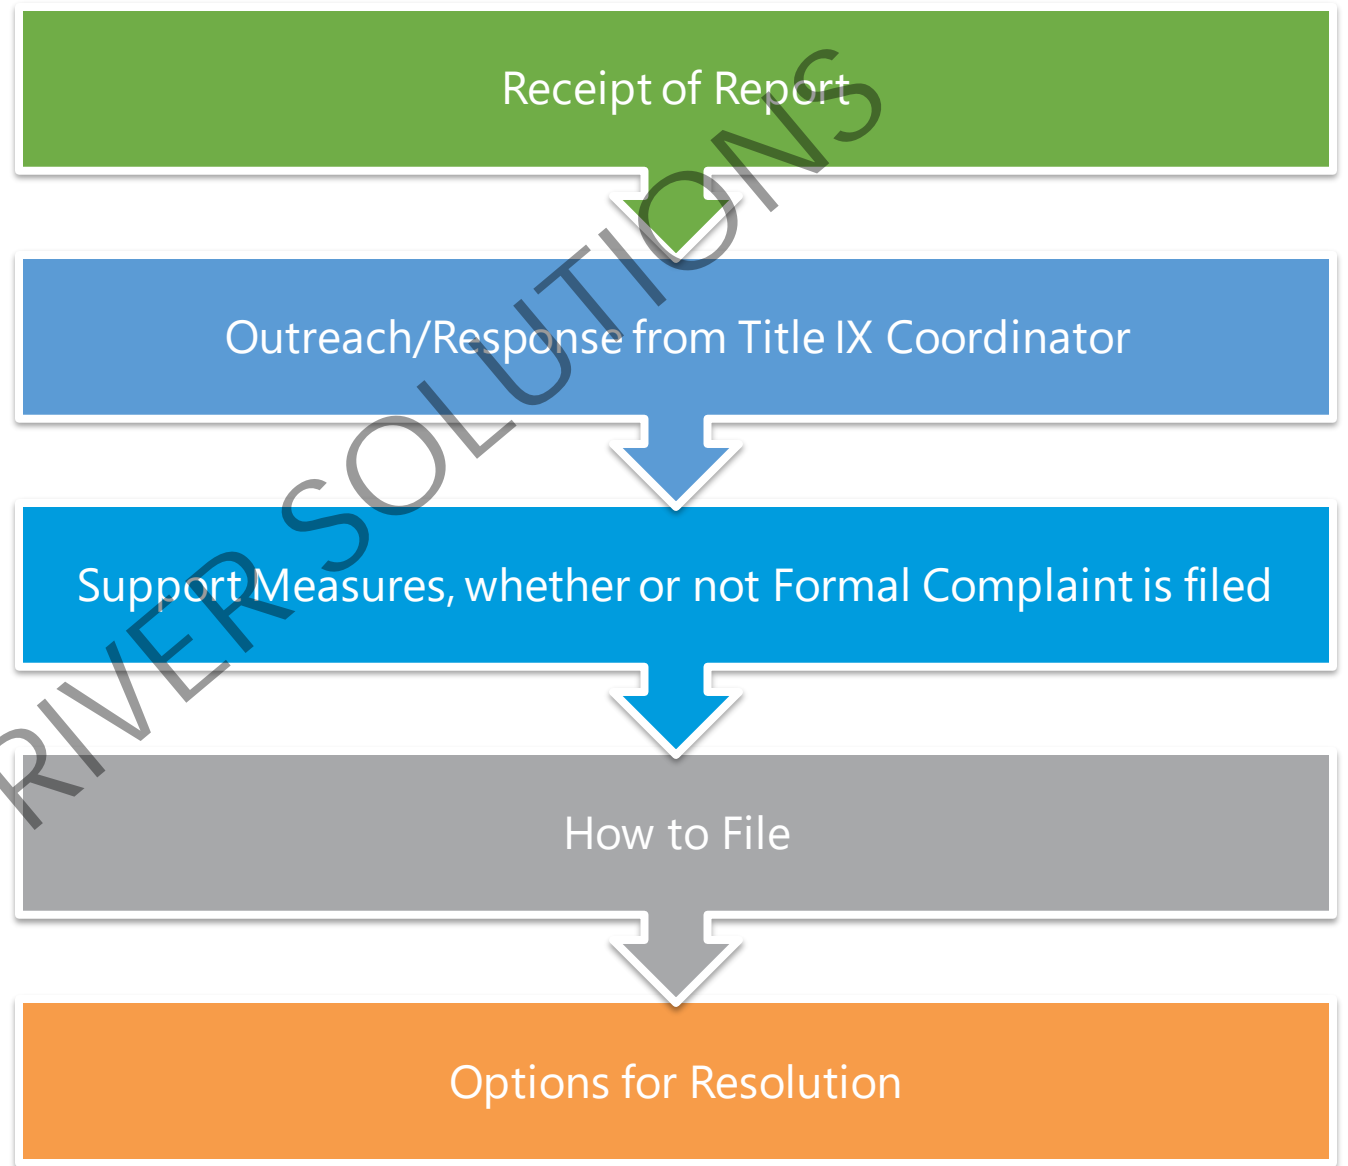 Receipt of Report
Outreach/Response from Title IX Coordinator
Support Measures, whether or not Formal Complaint is filed
How to File
Options for Resolution
RIVER SOLUTIONS